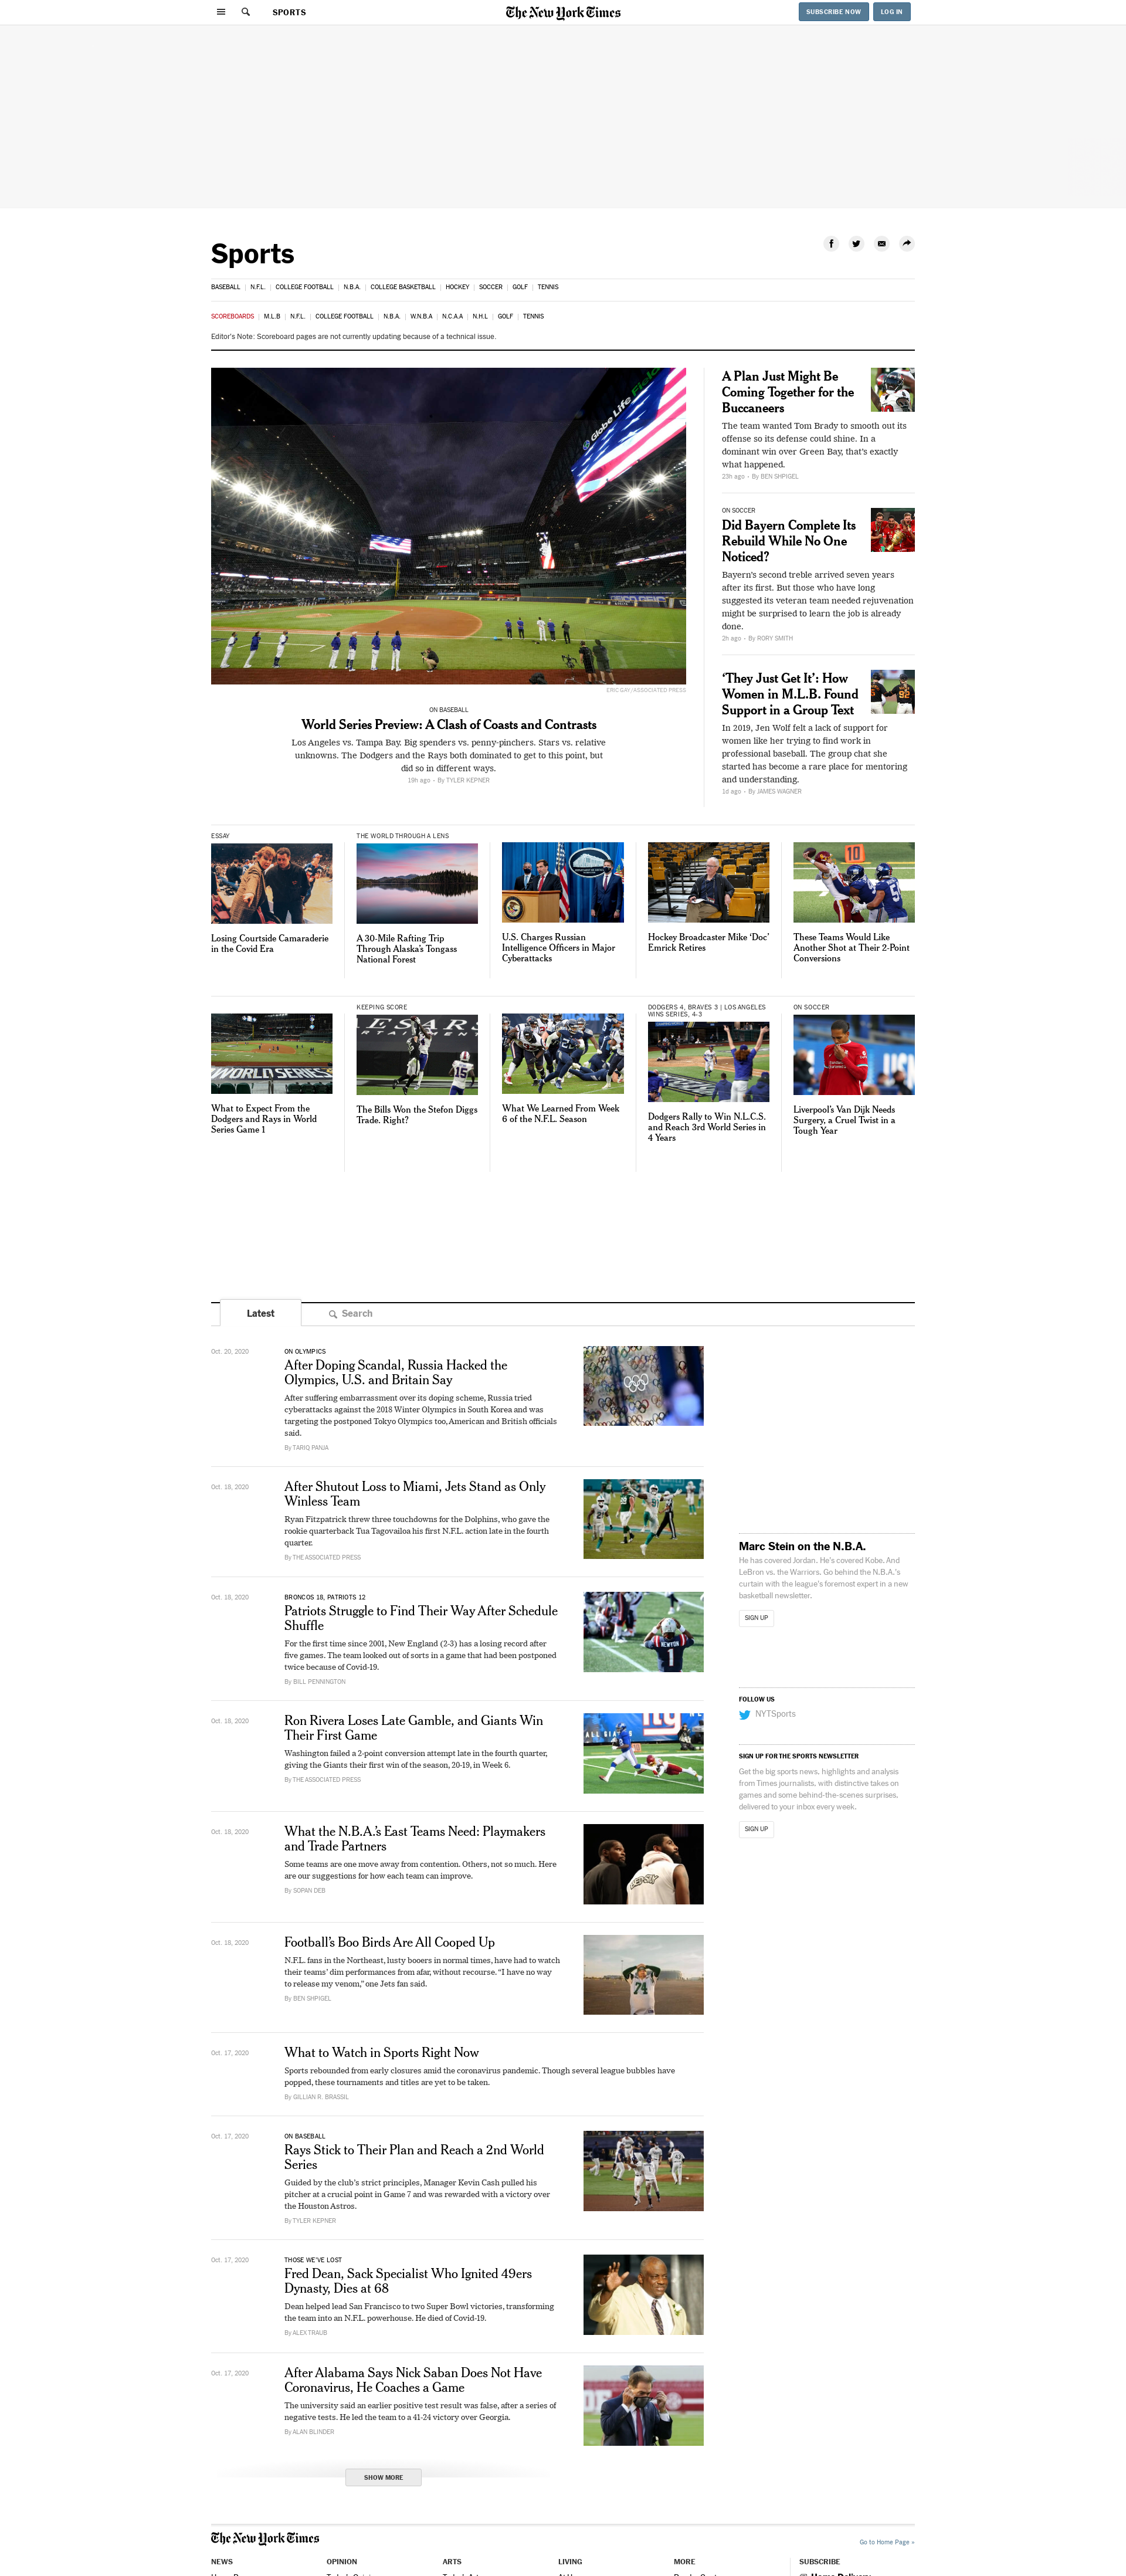 SPORTS
The New York Times
SUBSCRIBE NOW
LOG IN
Sports
BASEBALL
N.F.L.
COLLEGE FOOTBALL
N.B.A.
COLLEGE BASKETBALL
HOCKEY
SOCCER
GOLF
TENNIS
SCOREBOARDS
M.L.B
N.F.L.
COLLEGE FOOTBALL
N.B.A.
W.N.B.A
N.C.A.A
N.H.L
GOLF
TENNIS
Editor's Note: Scoreboard pages are not currently updating because of a technical issue.
Globe Life Field
ERIC GAY/ASSOCIATED PRESS
ON BASEBALL
World Series Preview: A Clash of Coasts and Contrasts
Los Angeles vs. Tampa Bay. Big spenders vs. penny-pinchers. Stars vs. relative
unknowns. The Dodgers and the Rays both dominated to get to this point, but
did so in different ways.
19h ago - By TYLER KEPNER
A Plan Just Might Be
Coming Together for the
Buccaneers
The team wanted Tom Brady to smooth out its
offense so its defense could shine. In a
dominant win over Green Bay, that's exactly
what happened.
23h ago - By BEN SHPIGEL
ON SOCCER
Did Bayern Complete Its
Rebuild While No One
Noticed?
Bayern's second treble arrived seven years
after its first. But those who have long
suggested its veteran team needed rejuvenation
might be surprised to learn the job is already
done.
2h ago - By RORY SMITH
'They Just Get It': How
Women in M.L.B. Found
Support in a Group Text
In 2019, Jen Wolf felt a lack of support for
women like her trying to find work in
professional baseball. The group chat she
started has become a rare place for mentoring
and understanding.
1d ago - By JAMES WAGNER
ESSAY
Losing Courtside Camaraderie
in the Covid Era
THE WORLD THROUGH A LENS
A 30-Mile Rafting Trip
Through Alaska's Tongass
National Forest
U.S. Charges Russian
Intelligence Officers in Major
Cyberattacks
Hockey Broadcaster Mike 'Doc'
Emrick Retires
These Teams Would Like
Another Shot at Their 2-Point
Conversions
WORLD SERIES
What to Expect From the
Dodgers and Rays in World
Series Game 1
KEEPING SCORE
The Bills Won the Stefon Diggs
Trade. Right?
What We Learned From Week
6 of the N.F.L. Season
DODGERS 4, BRAVES 3 | LOS ANGELES
WINS SERIES, 4-3
Dodgers Rally to Win N.L.C.S.
and Reach 3rd World Series in
4 Years
ON SOCCER
Liverpool's Van Dijk Needs
Surgery, a Cruel Twist in a
Tough Year
Latest
Search
Oct. 20, 2020
ON OLYMPICS
After Doping Scandal, Russia Hacked the
Olympics, U.S. and Britain Say
After suffering embarrassment over its doping scheme, Russia tried
cyberattacks against the 2018 Winter Olympics in South Korea and was
targeting the postponed Tokyo Olympics too, American and British officials
said.
By TARIQ PANJA
Oct. 18, 2020
After Shutout Loss to Miami, Jets Stand as Only
Winless Team
Ryan Fitzpatrick threw three touchdowns for the Dolphins, who gave the
rookie quarterback Tua Tagovailoa his first N.F.L. action late in the fourth
quarter.
By THE ASSOCIATED PRESS
Oct. 18, 2020
BRONCOS 18, PATRIOTS 12
Patriots Struggle to Find Their Way After Schedule
Shuffle
For the first time since 2001, New England (2-3) has a losing record after
five games. The team looked out of sorts in a game that had been postponed
twice because of Covid-19.
By BILL PENNINGTON
Oct. 18, 2020
Ron Rivera Loses Late Gamble, and Giants Win
Their First Game
Washington failed a 2-point conversion attempt late in the fourth quarter,
giving the Giants their first win of the season, 20-19, in Week 6.
By THE ASSOCIATED PRESS
Oct. 18, 2020
What the N.B.A.'s East Teams Need: Playmakers
and Trade Partners
Some teams are one move away from contention. Others, not so much. Here
are our suggestions for how each team can improve.
By SOPAN DEB
Oct. 18, 2020
Football's Boo Birds Are All Cooped Up
N.F.L. fans in the Northeast, lusty booers in normal times, have had to watch
their teams' dim performances from afar, without recourse. "I have no way
to release my venom," one Jets fan said.
By BEN SHPIGEL
Oct. 17, 2020
What to Watch in Sports Right Now
Sports rebounded from early closures amid the coronavirus pandemic. Though several league bubbles have
popped, these tournaments and titles are yet to be taken.
By GILLIAN R. BRASSIL
Oct. 17, 2020
ON BASEBALL
Rays Stick to Their Plan and Reach a 2nd World
Series
Guided by the club's strict principles, Manager Kevin Cash pulled his
pitcher at a crucial point in Game 7 and was rewarded with a victory over
the Houston Astros.
By TYLER KEPNER
Oct. 17, 2020
THOSE WE'VE LOST
Fred Dean, Sack Specialist Who Ignited 49ers
Dynasty, Dies at 68
Dean helped lead San Francisco to two Super Bowl victories, transforming
the team into an N.F.L. powerhouse. He died of Covid-19.
By ALEX TRAUB
Oct. 17, 2020
After Alabama Says Nick Saban Does Not Have
Coronavirus, He Coaches a Game
The university said an earlier positive test result was false, after a series of
negative tests. He led the team to a 41-24 victory over Georgia.
By ALAN BLINDER
SHOW MORE
Marc Stein on the N.B.A.
He has covered Jordan. He's covered Kobe. And
LeBron vs. the Warriors. Go behind the N.B.A.'s
curtain with the league's foremost expert in a new
basketball newsletter.
SIGN UP
FOLLOW US
NYTSports
SIGN UP FOR THE SPORTS NEWSLETTER
Get the big sports news, highlights and analysis
from Times journalists, with distinctive takes on
games and some behind-the-scenes surprises,
delivered to your inbox every week.
SIGN UP
The New York Times
Go to Home Page »
NEWS
OPINION
ARTS
LIVING
MORE
SUBSCRIBE